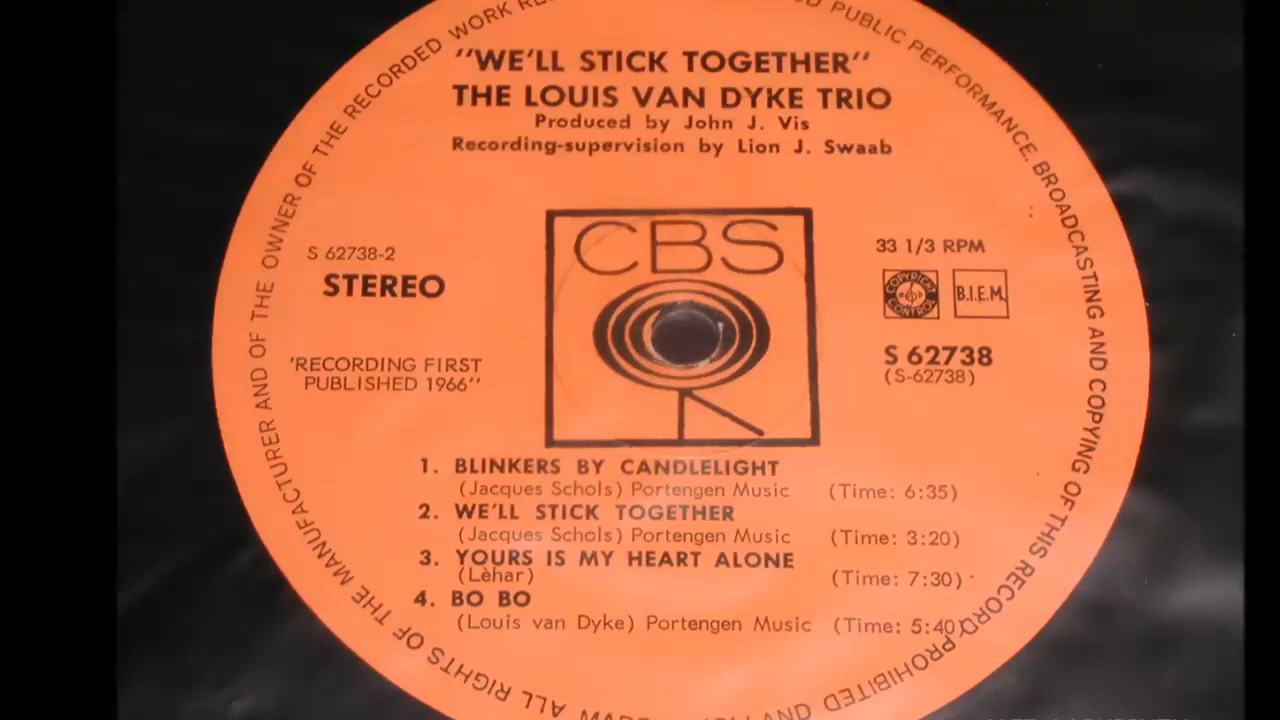 "WE'LL STICK TOGETHER"
THE LOUIS VAN DYKE TRIO
Produced by John J. Vis
Recording-supervision by Lion J. Swaab
CBS
S 62738-2
STEREO
33 1/3 RPM
COPYRIGHT CONTROL
B.I.E.M.
S 62738
(S-62738)
'RECORDING FIRST
PUBLISHED 1966"
1. BLINKERS BY CANDLELIGHT
(Jacques Schols) Portengen Music (Time: 6:35)
2. WE'LL STICK TOGETHER
(Jacques Schols) Portengen Music (Time: 3:20)
3. YOURS IS MY HEART ALONE
(Lèhar) (Time: 7:30)
4. BO BO
(Louis van Dyke) Portengen Music (Time: 5:40)
ALL RIGHTS OF THE MANUFACTURER AND OF THE OWNER OF THE RECORDED WORK
PUBLIC PERFORMANCE, BROADCASTING AND COPYING OF THIS RECORD PROHIBITED